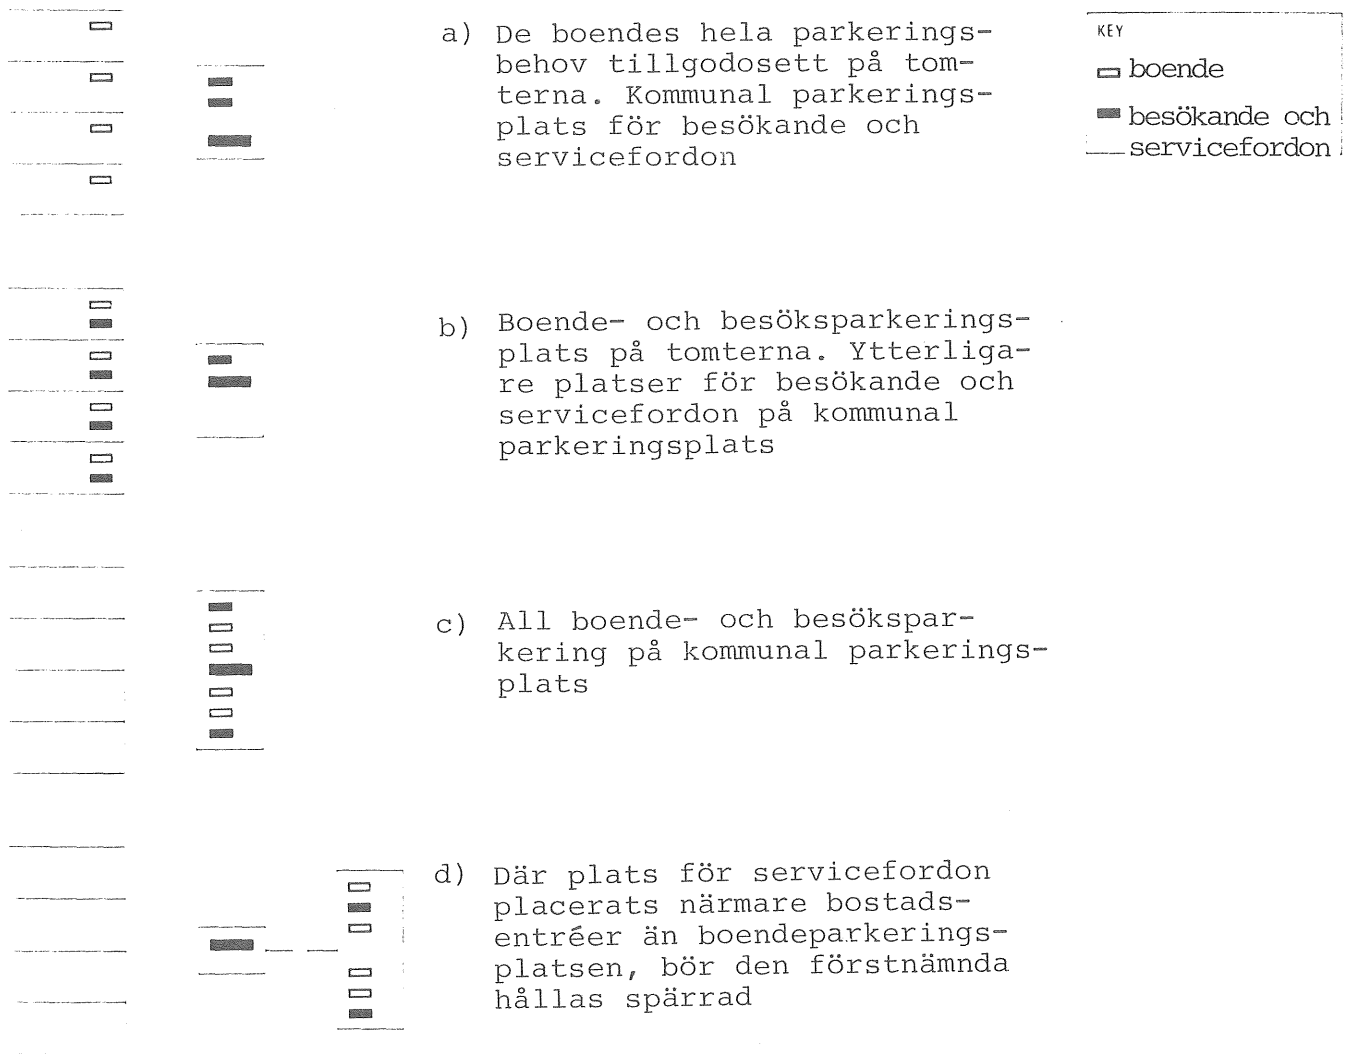 a) De boendes hela parkerings-
behov tillgodosett på tom-
terna. Kommunal parkerings-
plats för besökande och
servicefordon
KEY
boende
besökande och
servicefordon
b) Boende- och besöksparkerings-
plats på tomterna. Ytterliga-
re platser för besökande och
servicefordon på kommunal
parkeringsplats
c) All boende- och besökspar-
kering på kommunal parkerings-
plats
d) Där plats för servicefordon
placerats närmare bostads-
entréer än boendeparkerings-
platsen, bör den förstnämnda
hållas spärrad